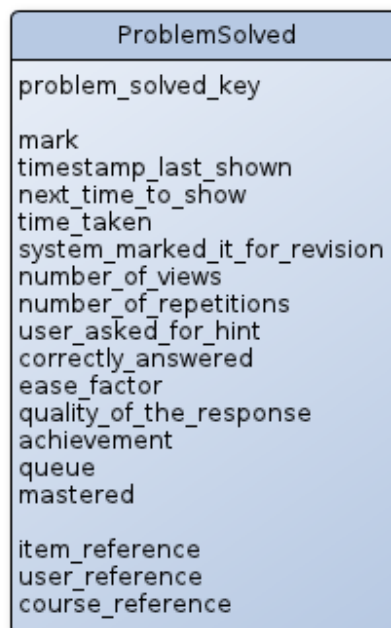 ProblemSolved
problem_solved_key
mark
timestamp_last_shown
next_time_to_show
time_taken
system_marked_it_for_revision
number_of_views
number_of_repetitions
user_asked_for_hint
correctly_answered
ease_factor
quality_of_the_response
achievement
queue
mastered
item_reference
user_reference
course_reference